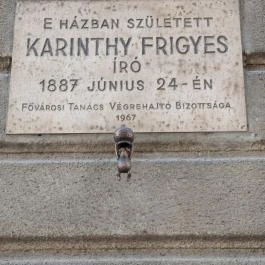 E HÁZBAN SZÜLETETT
KARINTHY FRIGYES
ÍRÓ
1887 JÚNIUS 24-ÉN
FŐVÁROSI TANÁCS VÉGREHAJTÓ BIZOTTSÁGA
1967